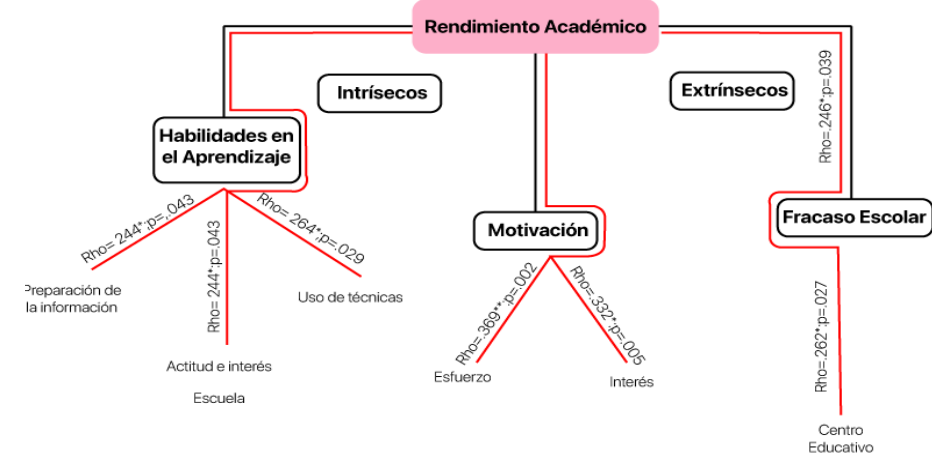 Rendimiento Académico
Intrísecos
Extrínsecos
Rho=.246*:p=.039
Habilidades en
el Aprendizaje
Motivación
Fracaso Escolar
Rho= 244*;p=,.043
Rho= 244*:p=.043
Rho= 264*;p=.029
Preparación de
la información
Actitud e interés
Escuela
Uso de técnicas
Rho=.369**:p=.002
Rho=.332*:p=.005
Esfuerzo
Interés
Rho=.262*:p=.027
Centro
Educativo